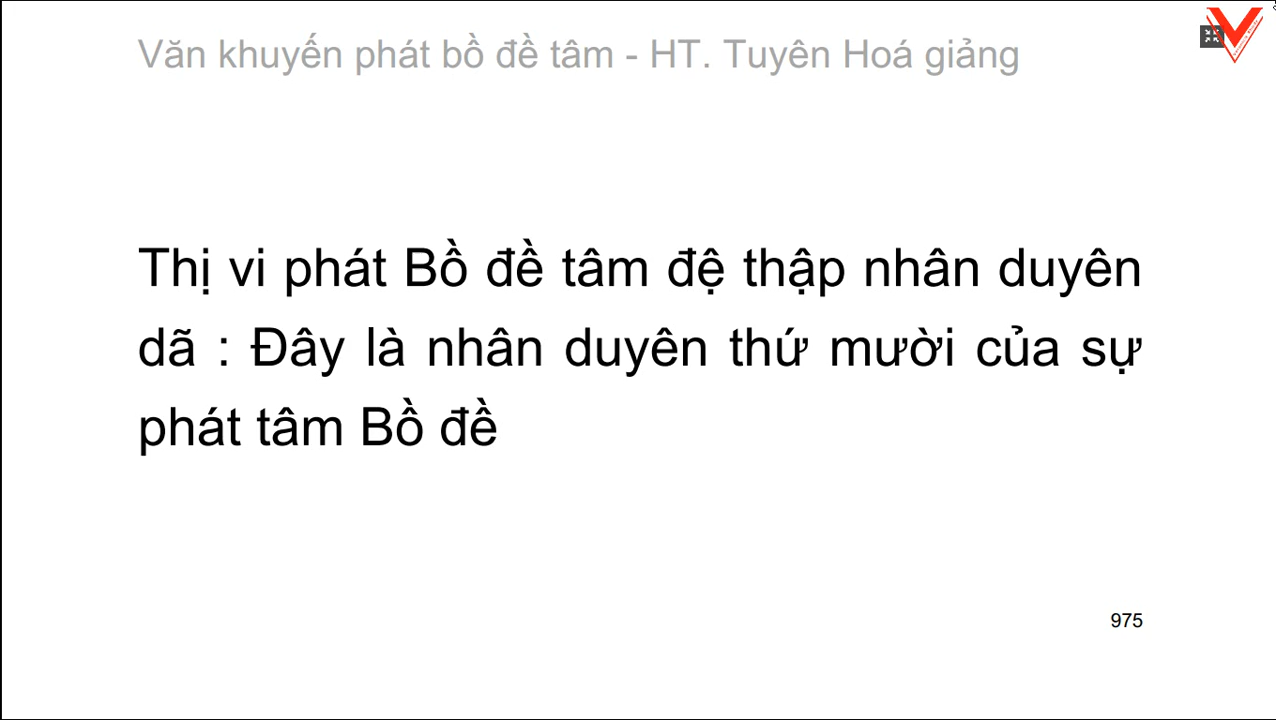 Văn khuyến phát bồ đề tâm - HT. Tuyên Hoá giảng
Thị vi phát Bồ đề tâm đệ thập nhân duyên
dã : Đây là nhân duyên thứ mười của sự
phát tâm Bồ đề
975